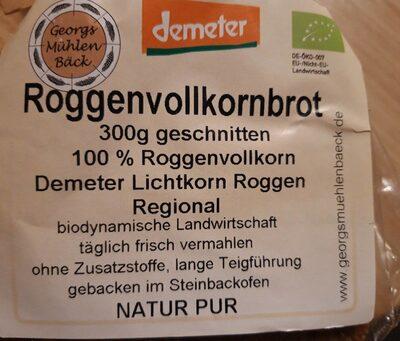 Georgs
Mühlen
Bäck
demeter
DE-ÖKO-007
EU-/Nicht-EU-
Landwirtschaft
Roggenvollkornbrot
300g geschnitten
100 % Roggenvollkorn
Demeter Lichtkorn Roggen
Regional
biodynamische Landwirtschaft
täglich frisch vermahlen
ohne Zusatzstoffe, lange Teigführung
gebacken im Steinbackofen
NATUR PUR
www.georgsmuehlenbaeck.de